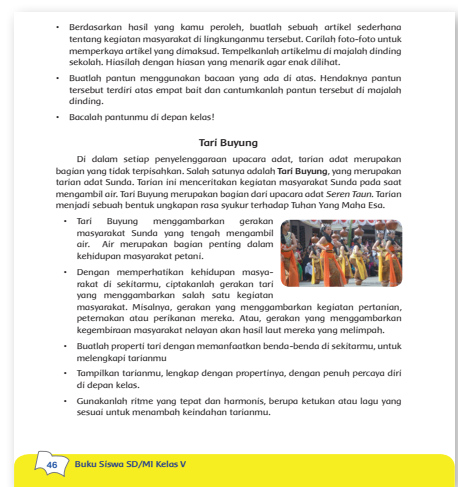 • Berdasarkan hasil yang kamu peroleh, buatlah sebuah artikel sederhana
tentang kegiatan masyarakat di lingkunganmu tersebut. Carilah foto-foto untuk
memperkaya artikel yang dimaksud. Tempelkanlah artikelmu di majalah dinding
sekolah. Hiasilah dengan hiasan yang menarik agar enak dilihat.
• Buatlah pantun menggunakan bacaan yang ada di atas. Hendaknya pantun
tersebut terdiri atas empat bait dan cantumkanlah pantun tersebut di majalah
dinding.
• Bacalah pantunmu di depan kelas!
Tari Buyung
Di dalam setiap penyelenggaraan upacara adat, tarian adat merupakan
bagian yang tidak terpisahkan. Salah satunya adalah Tari Buyung, yang merupakan
tarian adat Sunda. Tarian ini menceritakan kegiatan masyarakat Sunda pada saat
mengambil air. Tari Buyung merupakan bagian dari upacara adat Seren Taun. Tarian
menjadi sebuah bentuk ungkapan rasa syukur terhadap Tuhan Yang Maha Esa.
• Tari Buyung menggambarkan gerakan
masyarakat Sunda yang tengah mengambil
air. Air merupakan bagian penting dalam
kehidupan masyarakat petani.
• Dengan memperhatikan kehidupan masya-
rakat di sekitarmu, ciptakanlah gerakan tari
yang menggambarkan salah satu kegiatan
masyarakat. Misalnya, gerakan yang menggambarkan kegiatan pertanian,
peternakan atau perikanan mereka. Atau, gerakan yang menggambarkan
kegembiraan masyarakat nelayan akan hasil laut mereka yang melimpah.
• Buatlah properti tari dengan memanfaatkan benda-benda di sekitarmu, untuk
melengkapi tarianmu
• Tampilkan tarianmu, lengkap dengan propertinya, dengan penuh percaya diri
di depan kelas.
• Gunakanlah ritme yang tepat dan harmonis, berupa ketukan atau lagu yang
sesuai untuk menambah keindahan tarianmu.
46 Buku Siswa SD/MI Kelas V